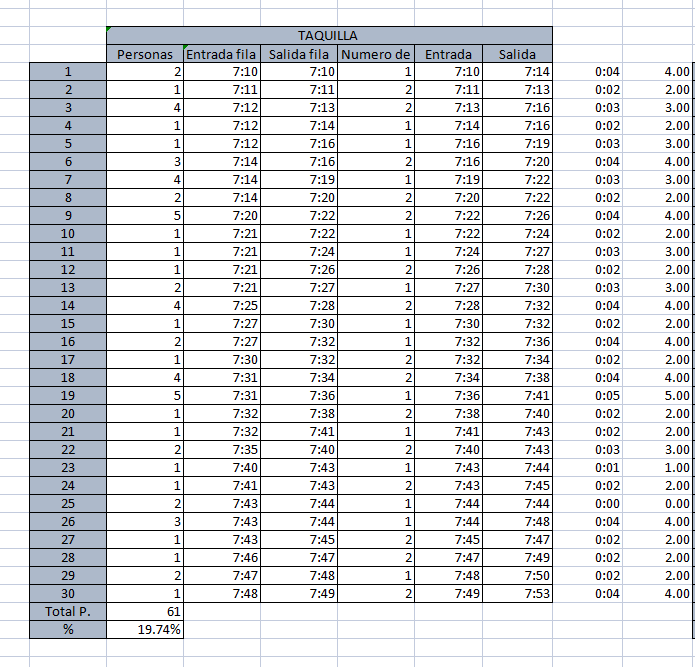 TAQUILLA
Personas Entrada fila Salida fila Numero de Entrada Salida
1 2 7:10 7:10 1 7:10 7:14 0:04 4.00
2 1 7:11 7:11 2 7:11 7:13 0:02 2.00
3 4 7:12 7:13 2 7:13 7:16 0:03 3.00
4 1 7:12 7:14 1 7:14 7:16 0:02 2.00
5 1 7:12 7:16 1 7:16 7:19 0:03 3.00
6 3 7:14 7:16 2 7:16 7:20 0:04 4.00
7 4 7:14 7:19 1 7:19 7:22 0:03 3.00
8 2 7:14 7:20 2 7:20 7:22 0:02 2.00
9 5 7:20 7:22 2 7:22 7:26 0:04 4.00
10 1 7:21 7:22 1 7:22 7:24 0:02 2.00
11 1 7:21 7:24 1 7:24 7:27 0:03 3.00
12 1 7:21 7:26 2 7:26 7:28 0:02 2.00
13 2 7:21 7:27 1 7:27 7:30 0:03 3.00
14 4 7:25 7:28 2 7:28 7:32 0:04 4.00
15 1 7:27 7:30 1 7:30 7:32 0:02 2.00
16 2 7:27 7:32 1 7:32 7:36 0:04 4.00
17 1 7:30 7:32 2 7:32 7:34 0:02 2.00
18 4 7:31 7:34 2 7:34 7:38 0:04 4.00
19 5 7:31 7:36 1 7:36 7:41 0:05 5.00
20 1 7:32 7:38 2 7:38 7:40 0:02 2.00
21 1 7:32 7:41 1 7:41 7:43 0:02 2.00
22 2 7:35 7:40 2 7:40 7:43 0:03 3.00
23 1 7:40 7:43 1 7:43 7:44 0:01 1.00
24 1 7:41 7:43 2 7:43 7:45 0:02 2.00
25 2 7:43 7:44 1 7:44 7:44 0:00 0.00
26 3 7:43 7:44 1 7:44 7:48 0:04 4.00
27 1 7:43 7:45 2 7:45 7:47 0:02 2.00
28 1 7:46 7:47 2 7:47 7:49 0:02 2.00
29 2 7:47 7:48 1 7:48 7:50 0:02 2.00
30 1 7:48 7:49 2 7:49 7:53 0:04 4.00
Total P. 61
% 19.74%